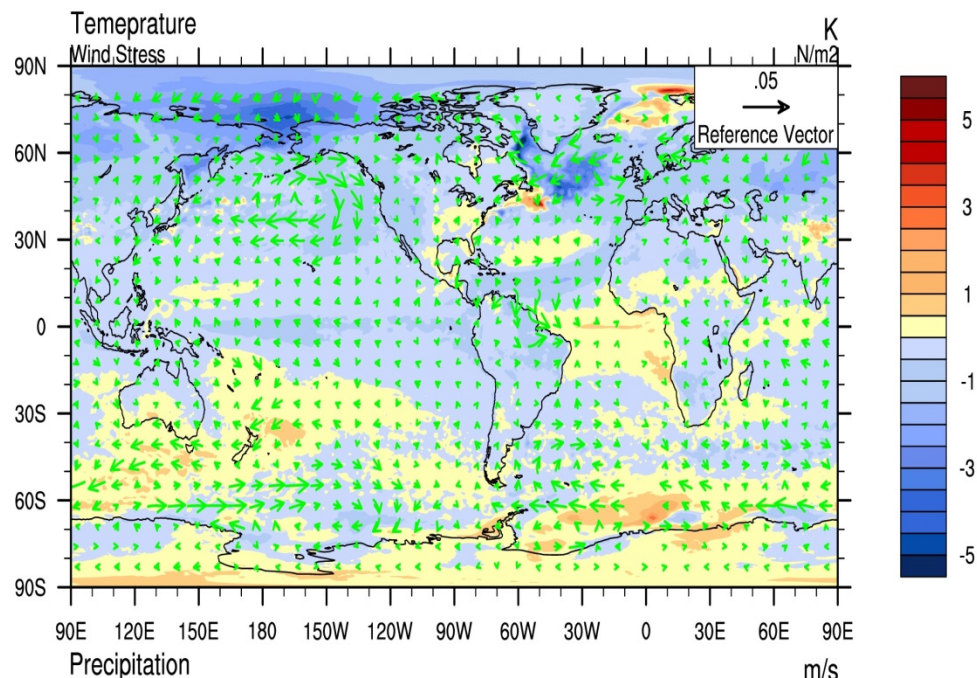 Temeprature K
Wind Stress N/m2
90N
.05
Reference Vector
60N
30N
0
30S
60S
90S
90E 120E 150E 180 150W 120W 90W 60W 30W 0 30E 60E 90E
Precipitation m/s
5
3
1
-1
-3
-5